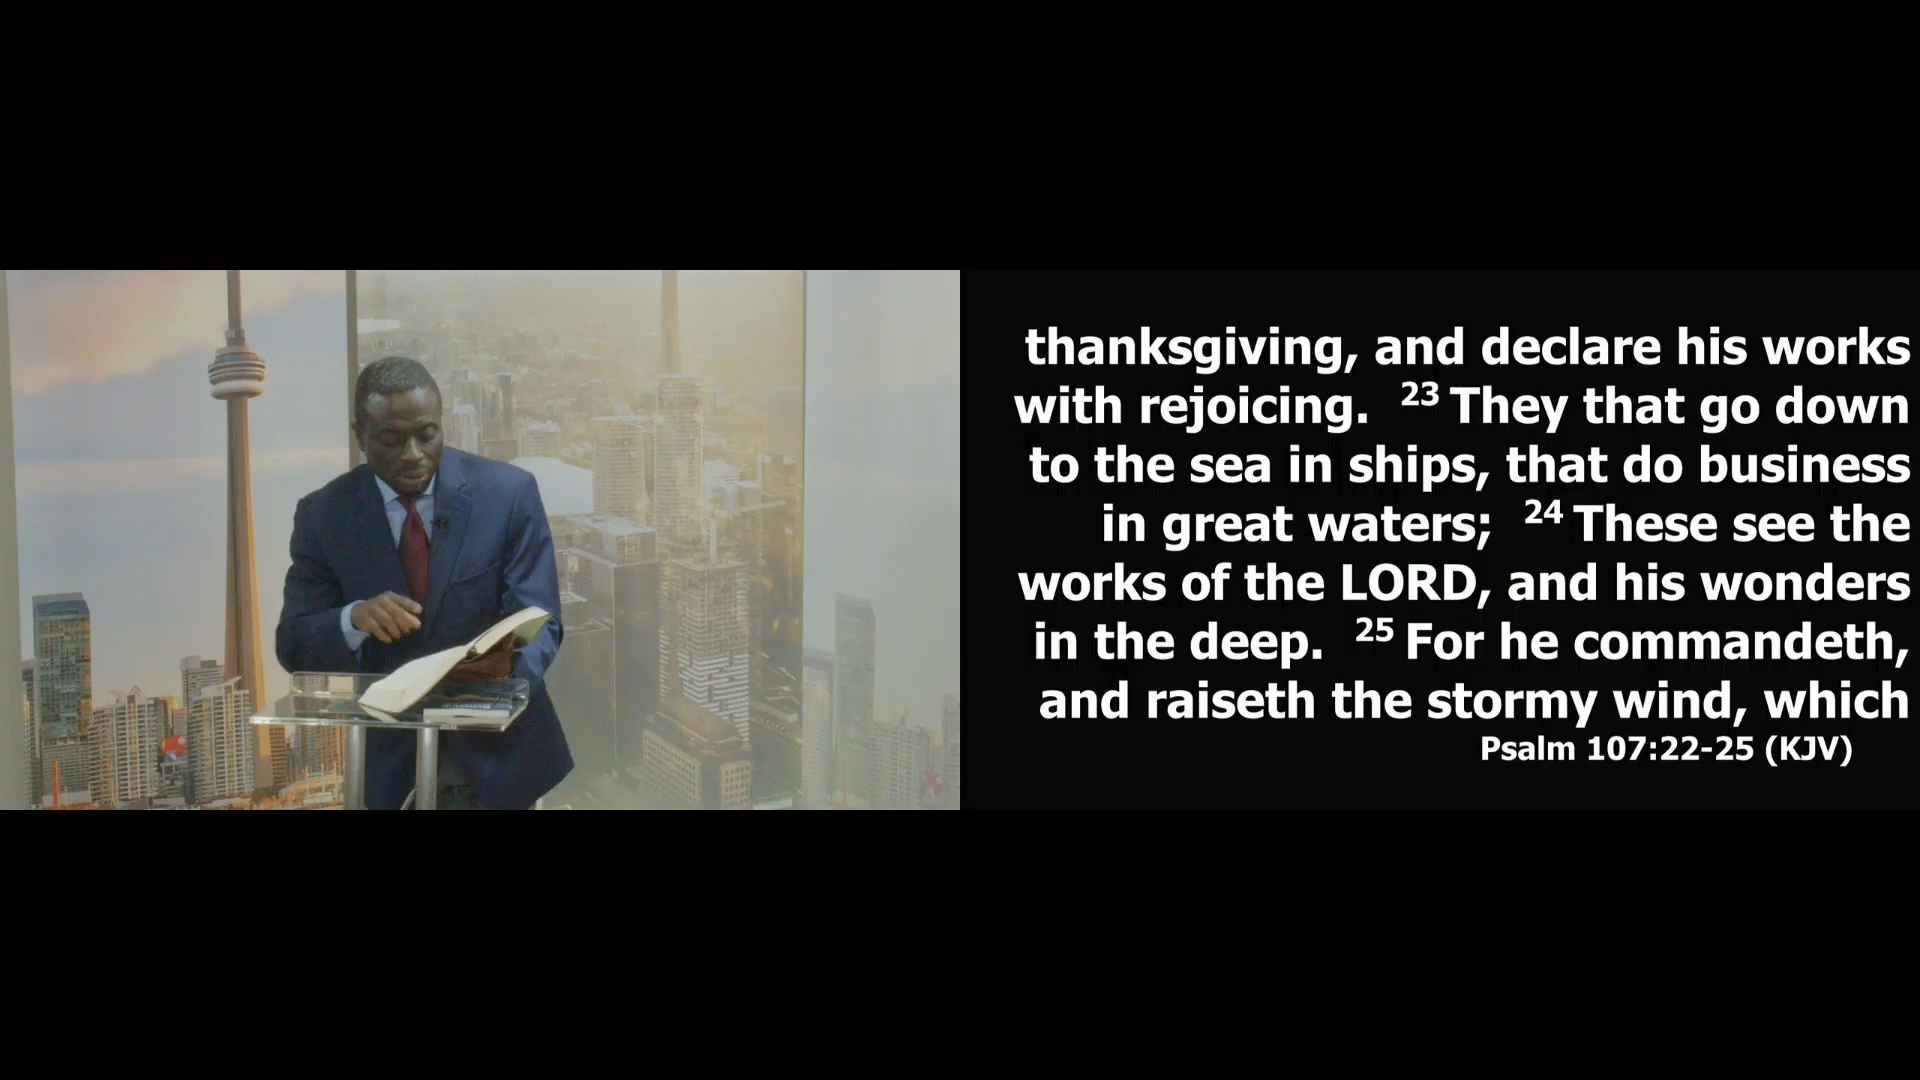 thanksgiving, and declare his works
with rejoicing. 23 They that go down
to the sea in ships, that do business
in great waters; 24 These see the
works of the LORD, and his wonders
in the deep. 25 For he commandeth,
and raiseth the stormy wind, which
Psalm 107:22-25 (KJV)